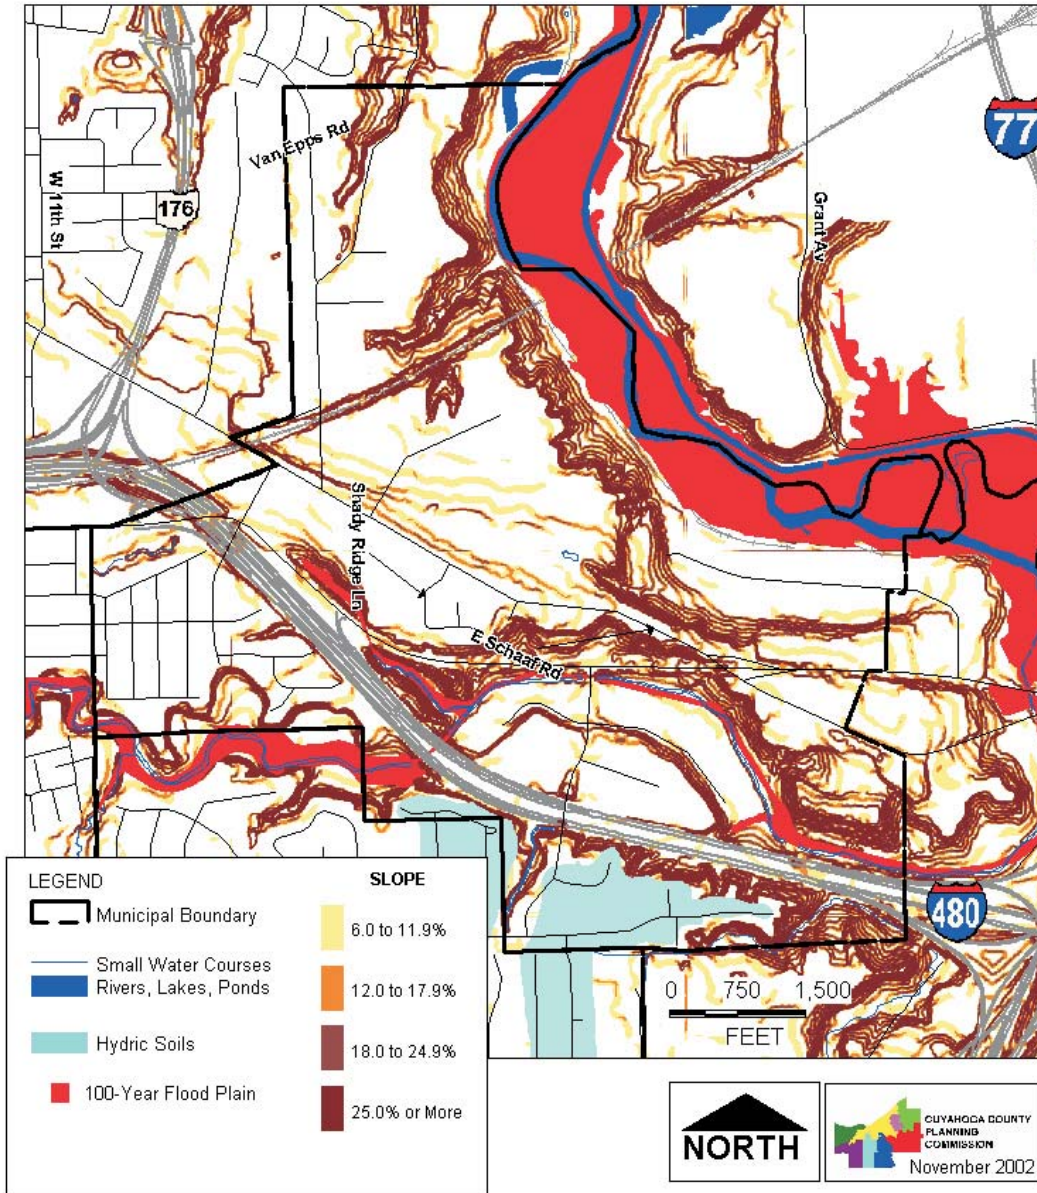 77
Van Epps Rd
W 11th St
176
Grant Av
Shady Ridge Ln
E Schaaf Rd
480
LEGEND
Municipal Boundary
Small Water Courses
Rivers, Lakes, Ponds
Hydric Soils
100-Year Flood Plain
SLOPE
6.0 to 11.9%
12.0 to 17.9%
18.0 to 24.9%
25.0% or More
0 750 1,500
FEET
NORTH
CUYAHOGA COUNTY
PLANNING
COMMISSION
November 2002